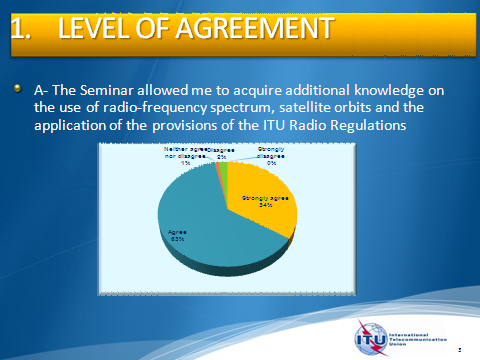 1. LEVEL OF AGREEMENT
A- The Seminar allowed me to acquire additional knowledge on
the use of radio-frequency spectrum, satellite orbits and the
application of the provisions of the ITU Radio Regulations
Neither agree
nor disagree
1%
Disagree
2%
Strongly
disagree
0%
Strongly agree
34%
Agree
63%
ITU
International
Telecommunication
Union
3